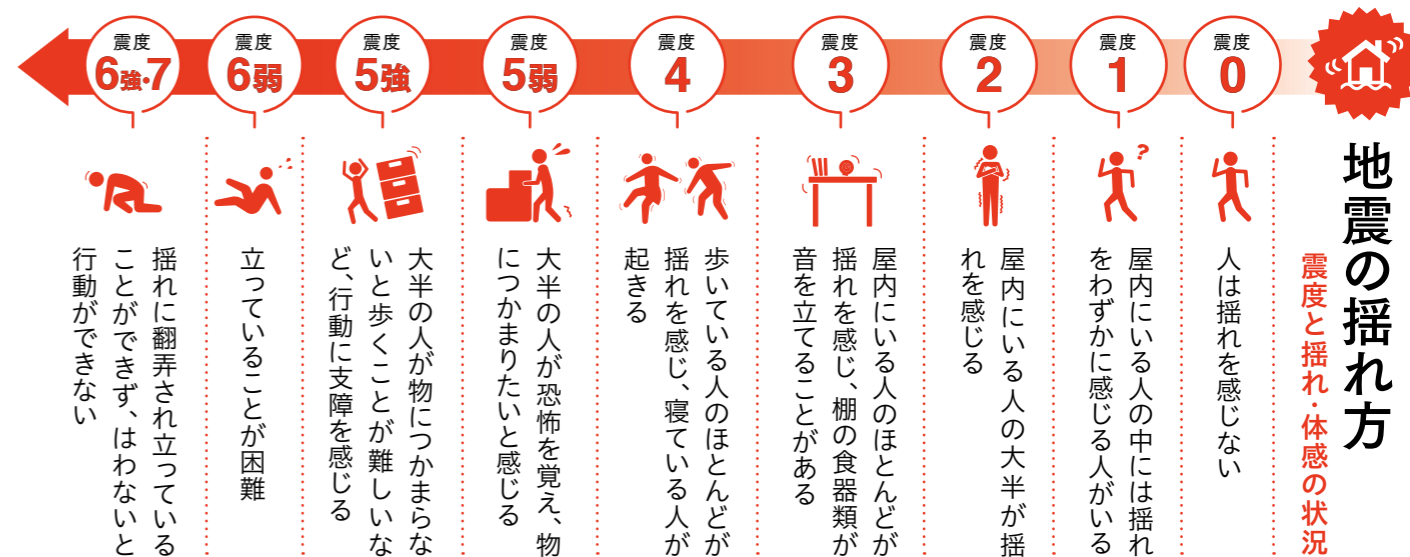 地震の揺れ方
震度と揺れ・体感の状況
震度
0
人は揺れを感じない
震度
1
?
屋内にいる人の中には揺れ
をわずかに感じる人がいる
震度
2
屋内にいる人の大半が揺
れを感じる
震度
3
屋内にいる人のほとんどが
揺れを感じ、棚の食器類が
音を立てることがある
震度
4
歩いている人のほとんどが
揺れを感じ、寝ている人が
起きる
震度
5弱
大半の人が恐怖を覚え、物
につかまりたいと感じる
震度
5強
大半の人が物につかまらな
いと歩くことが難しいな
ど、行動に支障を感じる
震度
6弱
立っていることが困難
震度
6強・7
揺れに翻弄され立っている
ことができず、はわないと
行動ができない